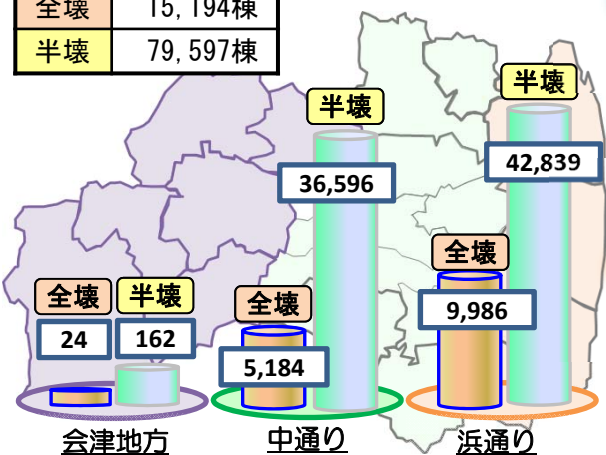 全壊 15,194棟
半壊 79,597棟
半壊
半壊
36,596
42,839
全壊
全壊 半壊
全壊
24
162
9,986
5,184
会津地方
中通り
浜通り